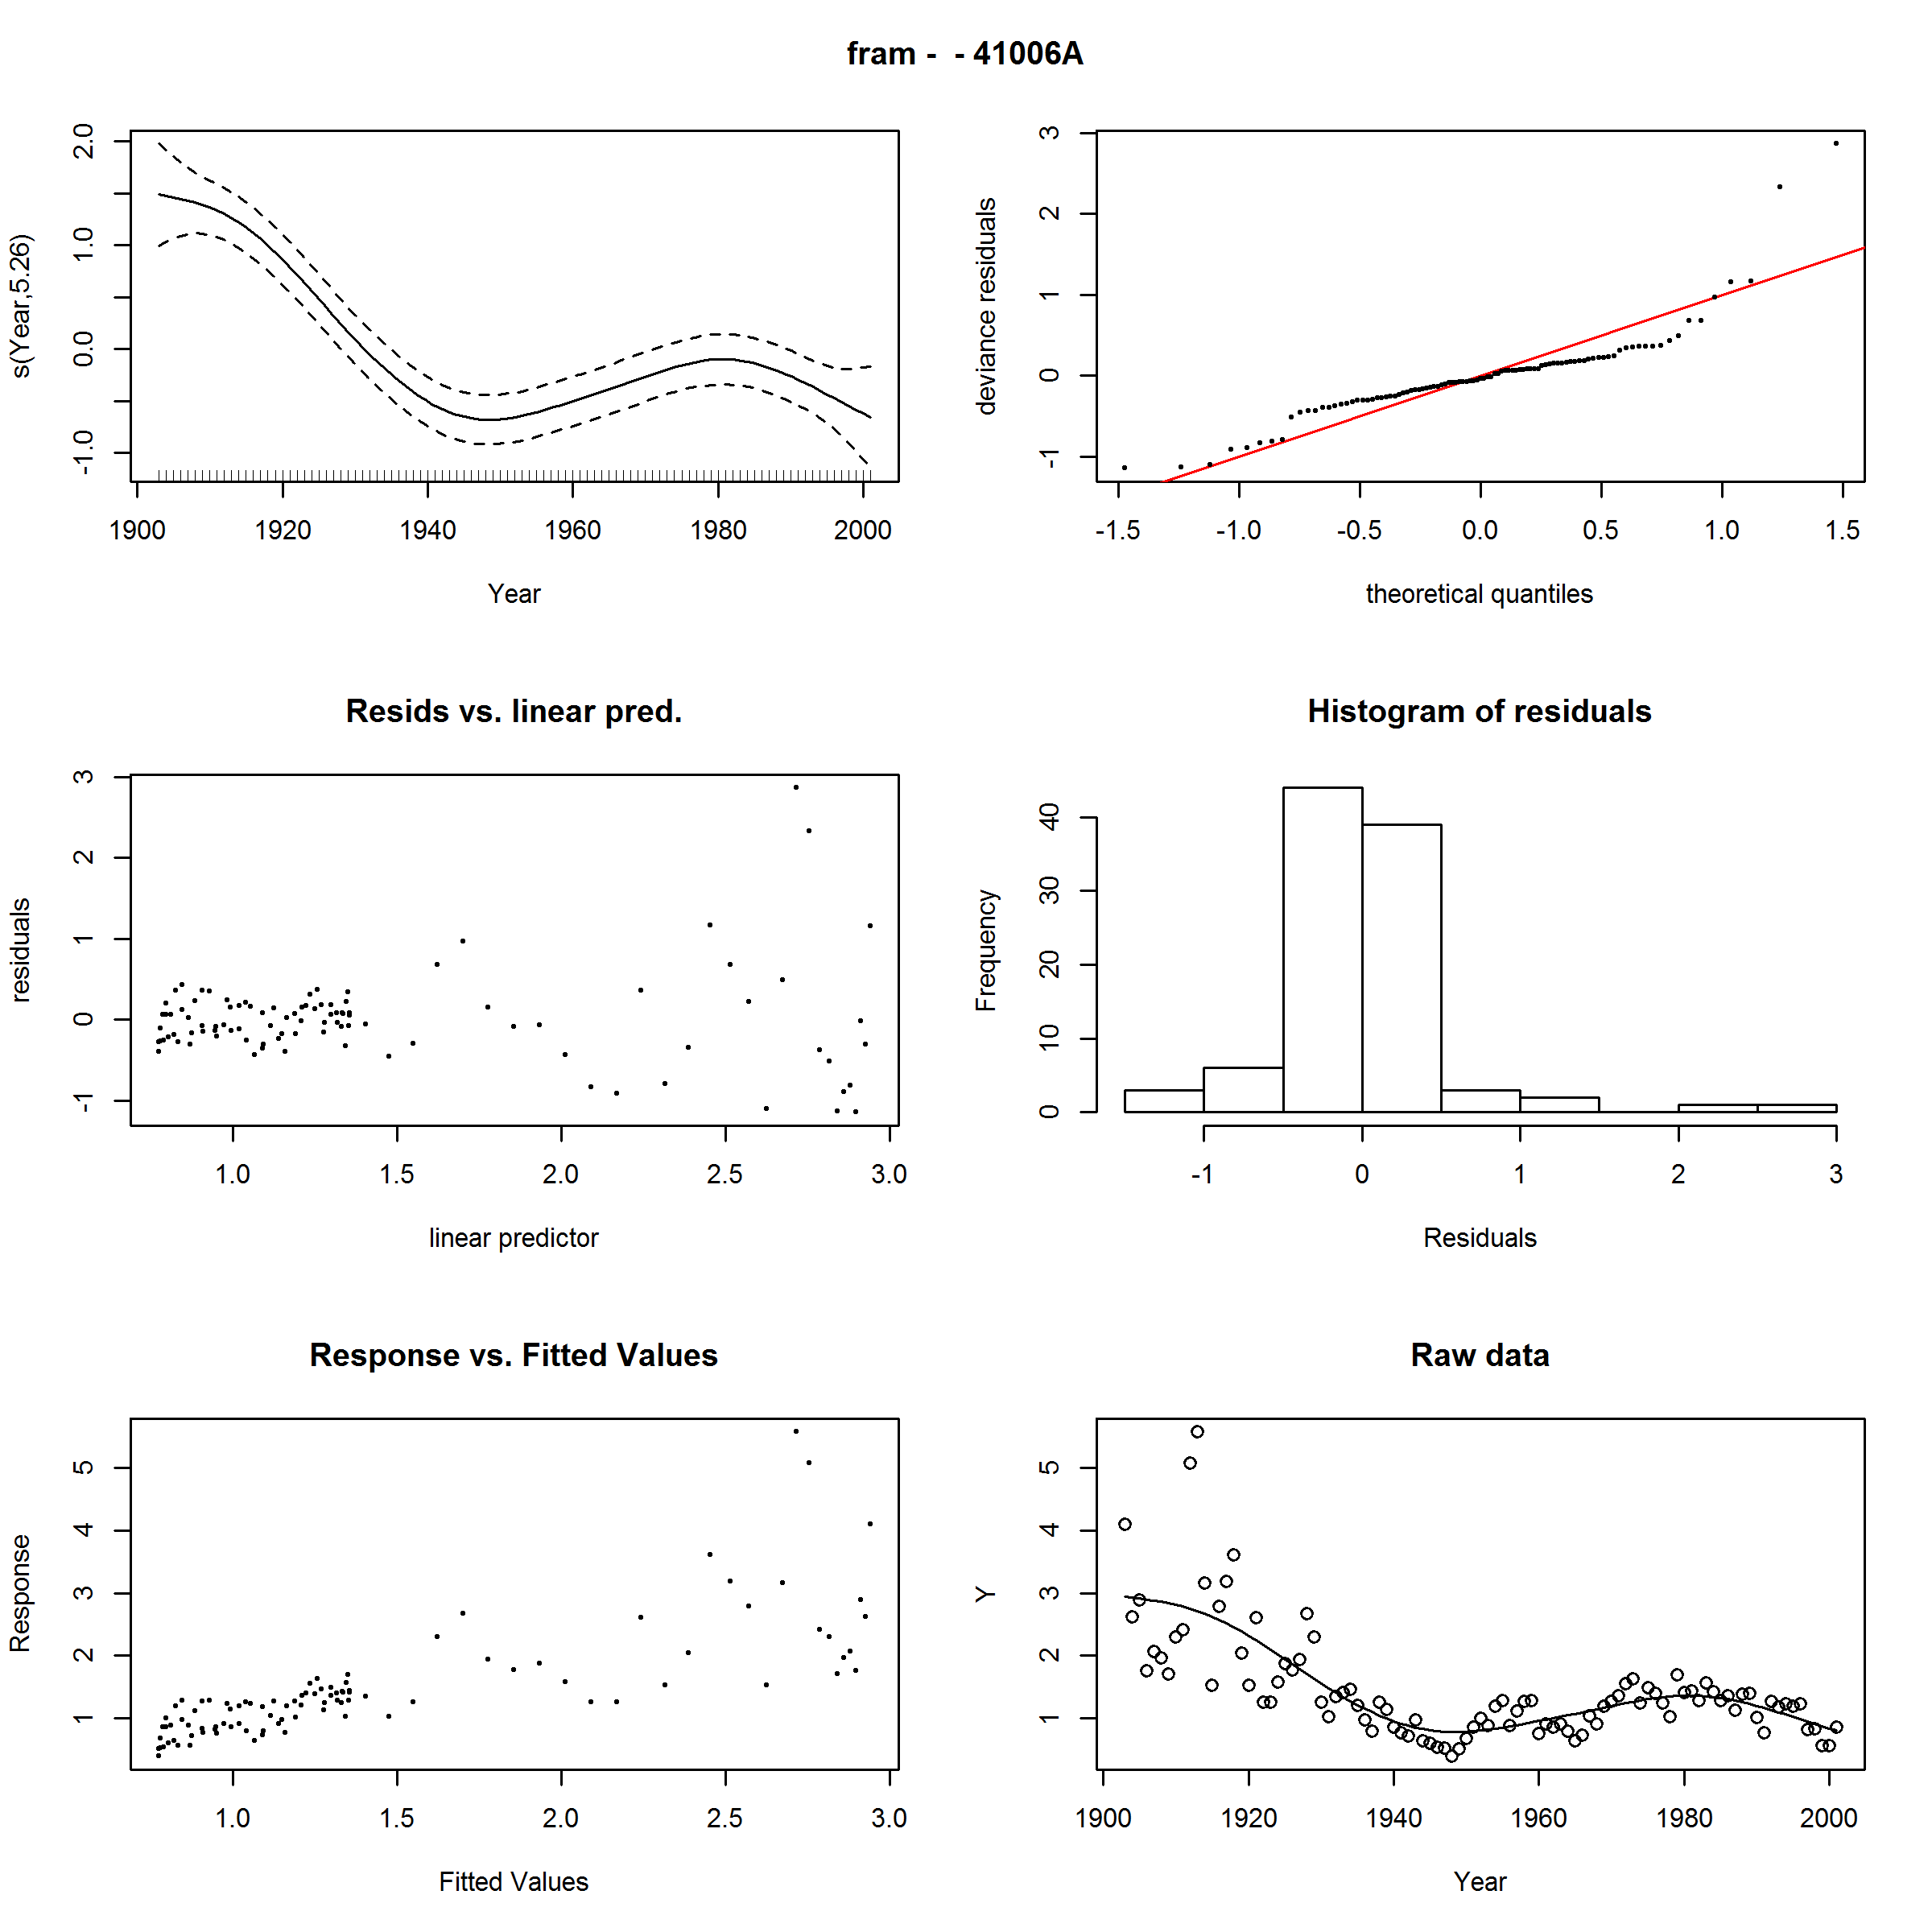 fram -  - 41006A
s(Year,5.26)
2.0
1.0
0.0
-1.0
1900 1920 1940 1960 1980 2000
Year
deviance residuals
3
2
1
0
-1
-1.5 -1.0 -0.5 0.0 0.5 1.0 1.5
theoretical quantiles
Resids vs. linear pred.
residuals
3
2
1
0
-1
1.0 1.5 2.0 2.5 3.0
linear predictor
Histogram of residuals
Frequency
40
30
20
10
0
-1 0 1 2 3
Residuals
Response vs. Fitted Values
Response
5
4
3
2
1
1.0 1.5 2.0 2.5 3.0
Fitted Values
Raw data
Y
5
4
3
2
1
1900 1920 1940 1960 1980 2000
Year